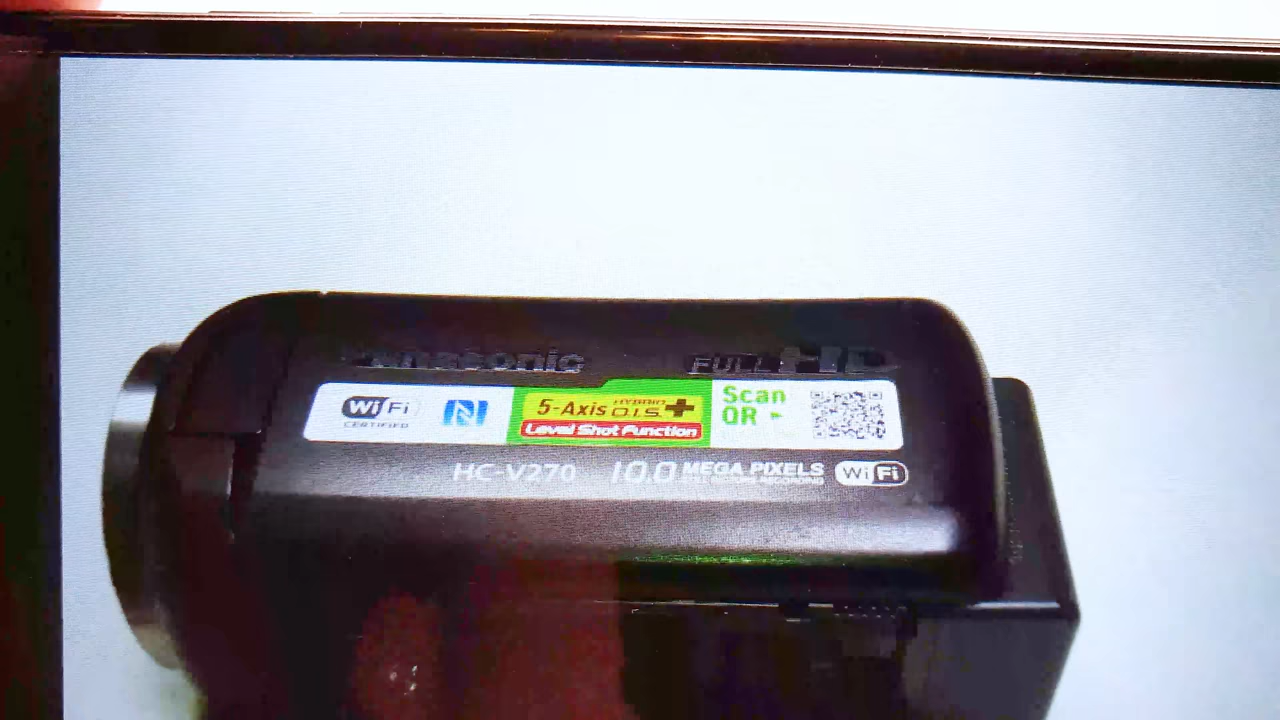 Panasonic FULL HD
WiFi CERTIFIED
N
5-Axis HYBRID O.I.S.+
Level Shot Function
Scan
QR ►
HC-V270 10.0 MEGA PIXELS WiFi